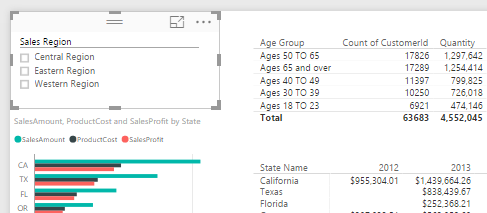 Sales Region
Central Region
Eastern Region
Western Region
Age Group Count of CustomerId Quantity
Ages 50 TO 65 17826 1,297,642
Ages 65 and over 17289 1,254,414
Ages 40 TO 49 11397 799,825
Ages 30 TO 39 10250 726,018
Ages 18 TO 23 6921 474,146
Total 63683 4,552,045
SalesAmount, ProductCost and SalesProfit by State
SalesAmount ProductCost SalesProfit
CA
TX
FL
OR
State Name 2012 2013
California $955,304.01 $1,439,664.26
Texas $838,439.67
Florida $252,368.21